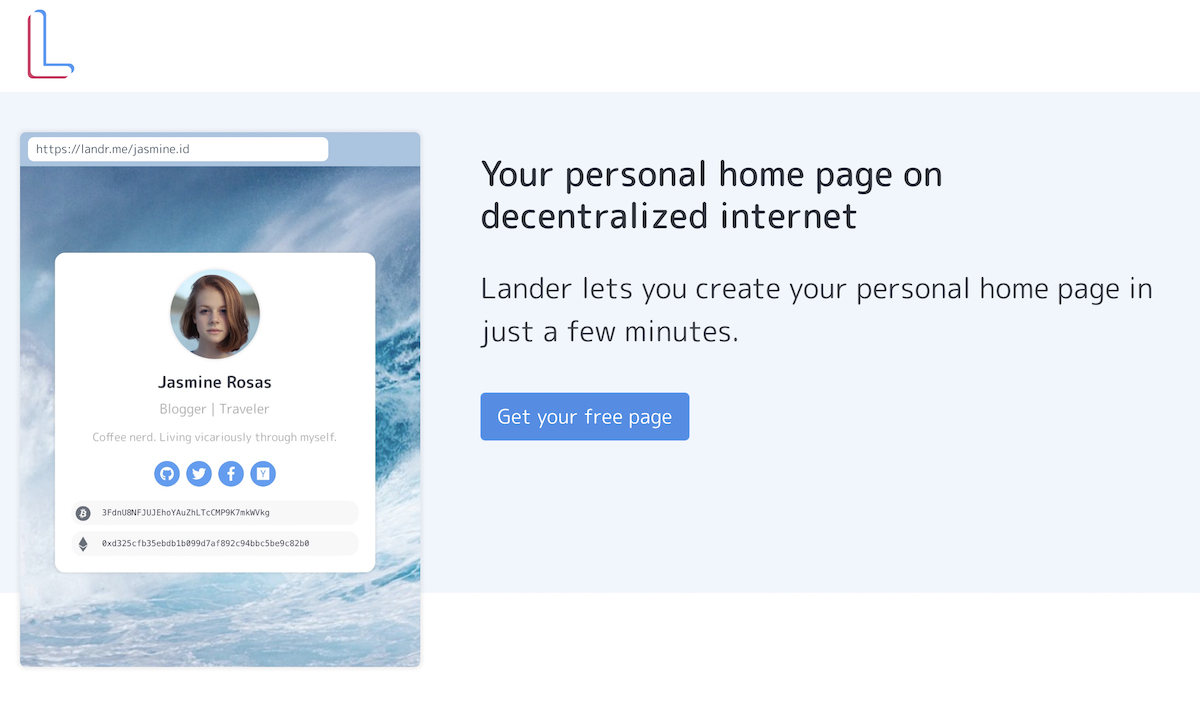 L
https://landr.me/jasmine.id
Jasmine Rosas
Blogger | Traveler
Coffee nerd. Living vicariously through myself.
3FdnU8NFJUJEhoYAuZhLTcCMP9K7mkWVkg
0xd325cfb35ebdb1b099d7af892c94bbc5be9c82b0
Your personal home page on
decentralized internet
Lander lets you create your personal home page in
just a few minutes.
Get your free page